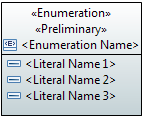 «Enumeration»
«Preliminary»
<E> <Enumeration Name>
<Literal Name 1>
<Literal Name 2>
<Literal Name 3>